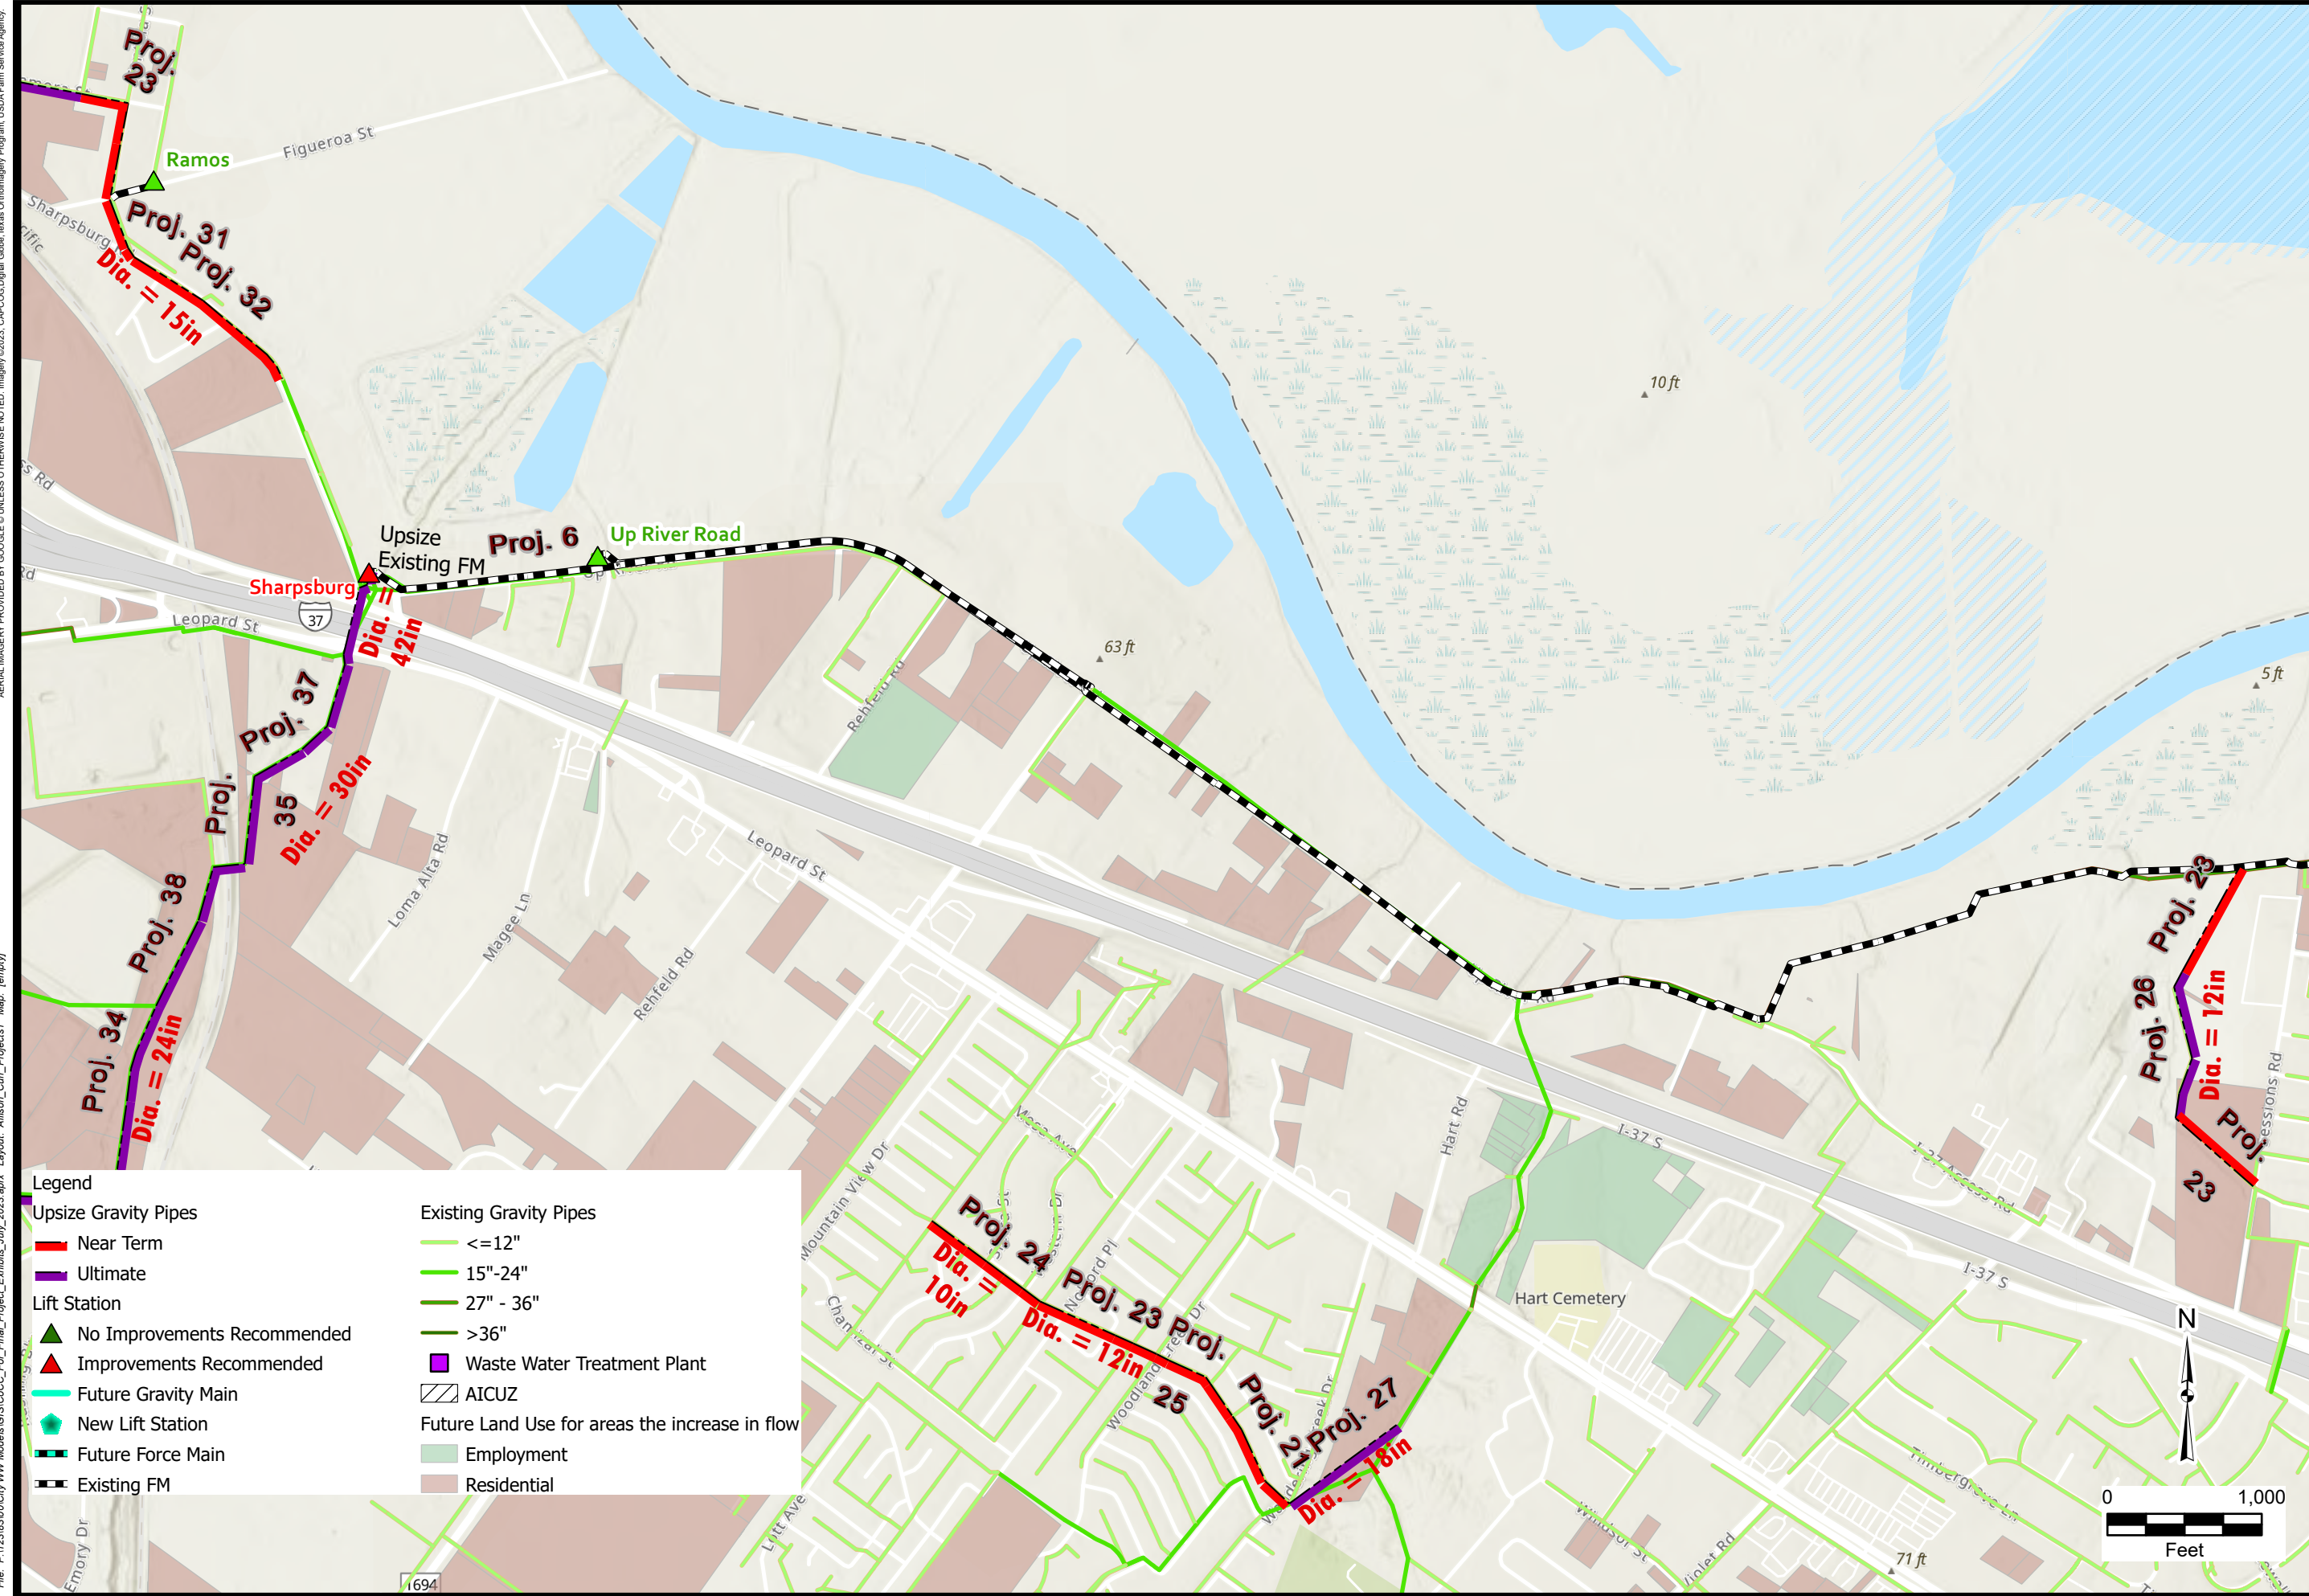 Proj.
23
Figueroa St
Ramos
Sharpsburg
Proj. 31
Proj. 32
Dia. = 15in
10 ft
Upsize
Existing FM
Proj. 6
Up River Road
Sharpsburg
Dia. =
42in
37
Leopard St
63 ft
5 ft
Rehfeld Rd
Proj. 37
Proj.
35
Dia. = 30in
Loma Alta Rd
Magee Ln
Leopard St
Rehfeld Rd
Proj. 38
Proj. 34
Dia. = 24in
Proj. 23
Proj. 26
Dia. = 12in
Proj.
23
Hart Rd
I-37 S
I-37 Access Rd
I-37 S
Mountain View Dr
Proj. 24
Dia. =
10in
Proj. 23
Proj.
25
Dia. = 12in
Proj. 21
Proj. 27
Dia. = 18in
Chamizal St
Hart Cemetery
Lott Ave
Windsor St
Violet Rd
Timbergrove Ln
71 ft
Emory Dr
1694
Legend
Upsize Gravity Pipes
Near Term
Ultimate
Lift Station
No Improvements Recommended
Improvements Recommended
Future Gravity Main
New Lift Station
Future Force Main
Existing FM
Existing Gravity Pipes
<=12"
15"-24"
27" - 36"
>36"
Waste Water Treatment Plant
AICUZ
Future Land Use for areas the increase in flow
Employment
Residential
N
0 1,000
Feet